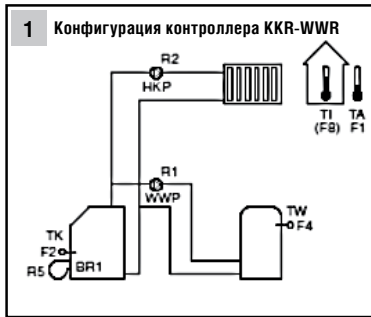 1 Конфигурация контроллера KKR-WWR
R2
HKP
TI TA
(F8) F1
R1
WWP
TW
F4
TK
F2
R5 BR1